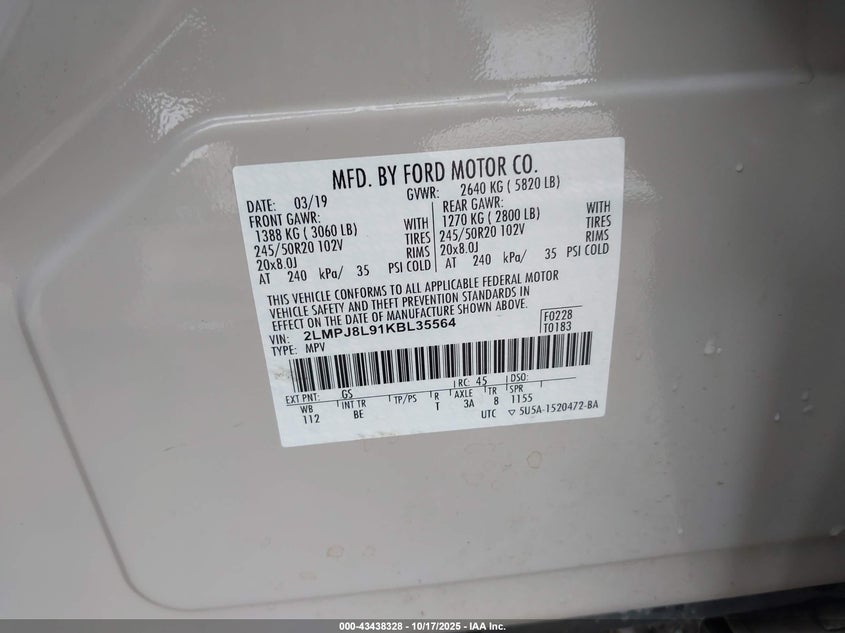 MFD. BY FORD MOTOR CO.
DATE: 03/19 GVWR: 2640 KG ( 5820 LB)
FRONT GAWR: REAR GAWR:
1388 KG ( 3060 LB) WITH 1270 KG ( 2800 LB) WITH
245/50R20 102V TIRES 245/50R20 102V TIRES
20x8.0J RIMS 20x8.0J RIMS
AT 240 kPa/ 35 PSI COLD AT 240 kPa/ 35 PSI COLD
THIS VEHICLE CONFORMS TO ALL APPLICABLE FEDERAL MOTOR
VEHICLE SAFETY AND THEFT PREVENTION STANDARDS IN
EFFECT ON THE DATE OF MANUFACTURE SHOWN ABOVE.
VIN: 2LMPJ8L91KBL35564 F0228
TYPE: MPV T0183
EXT PNT: GS RC: 45 DSO:
WB INT TR TP/PS R AXLE TR SPR
112 BE T 3A 8 1155
UTC ▽ 5U5A-1520472-BA
000-43438328 - 10/17/2025 - IAA Inc.